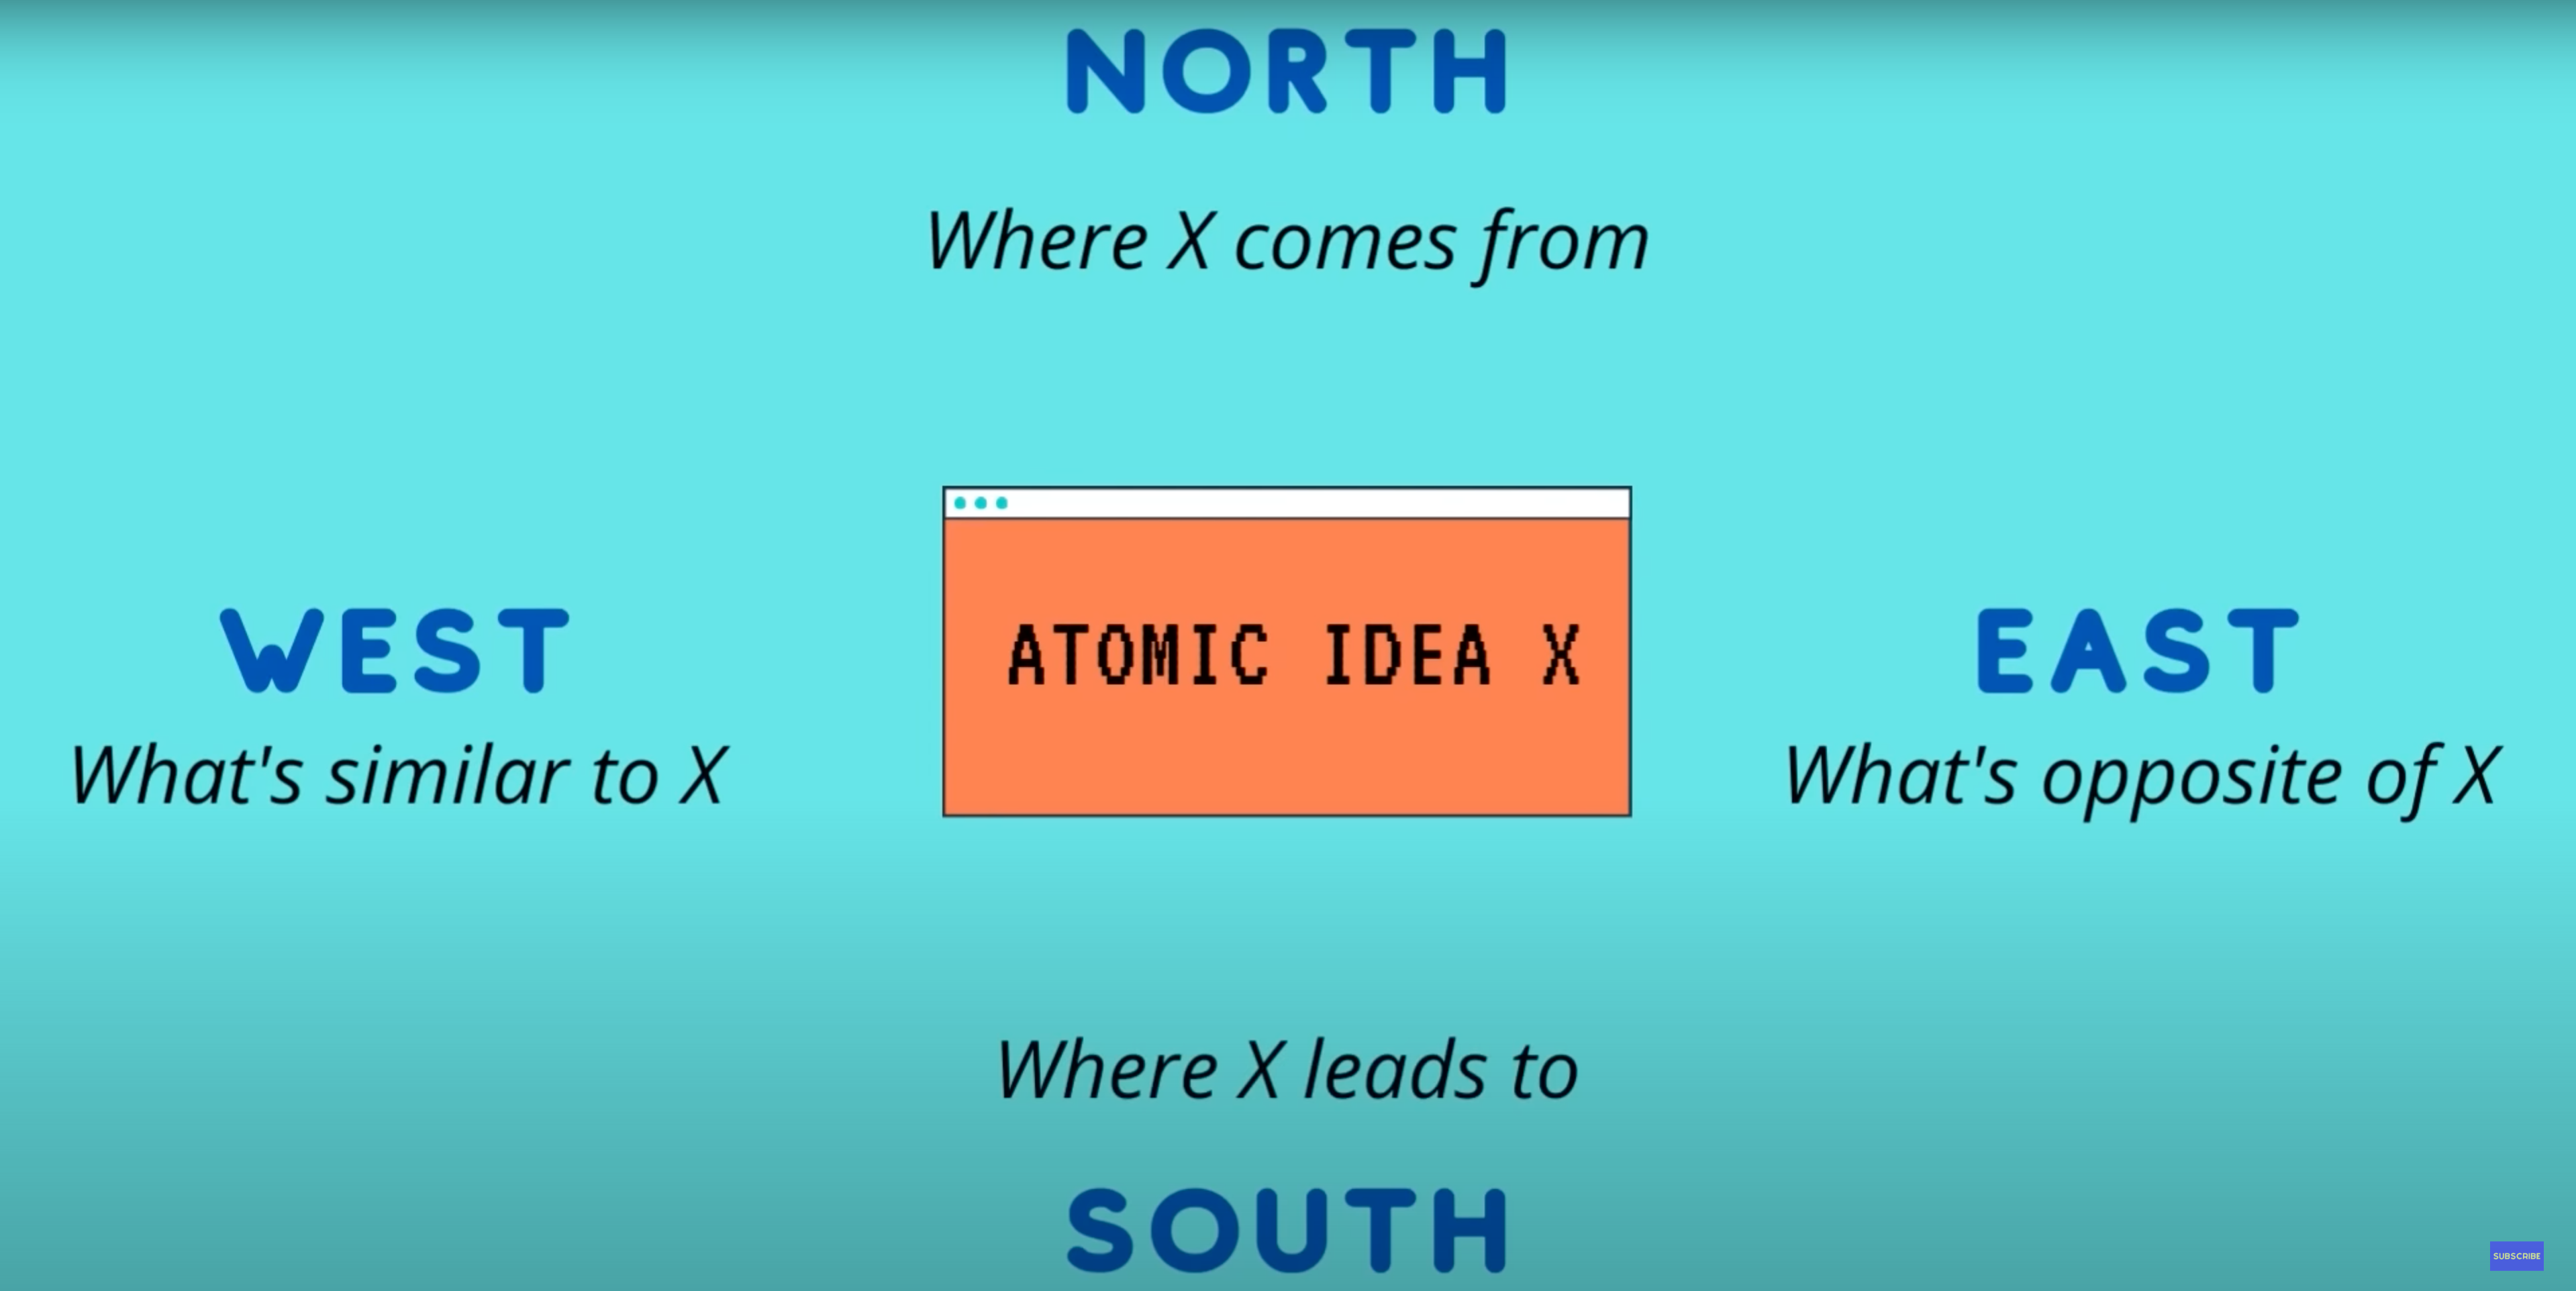 NORTH
Where X comes from
ATOMIC IDEA X
WEST
What's similar to X
EAST
What's opposite of X
Where X leads to
SOUTH
SUBSCRIBE